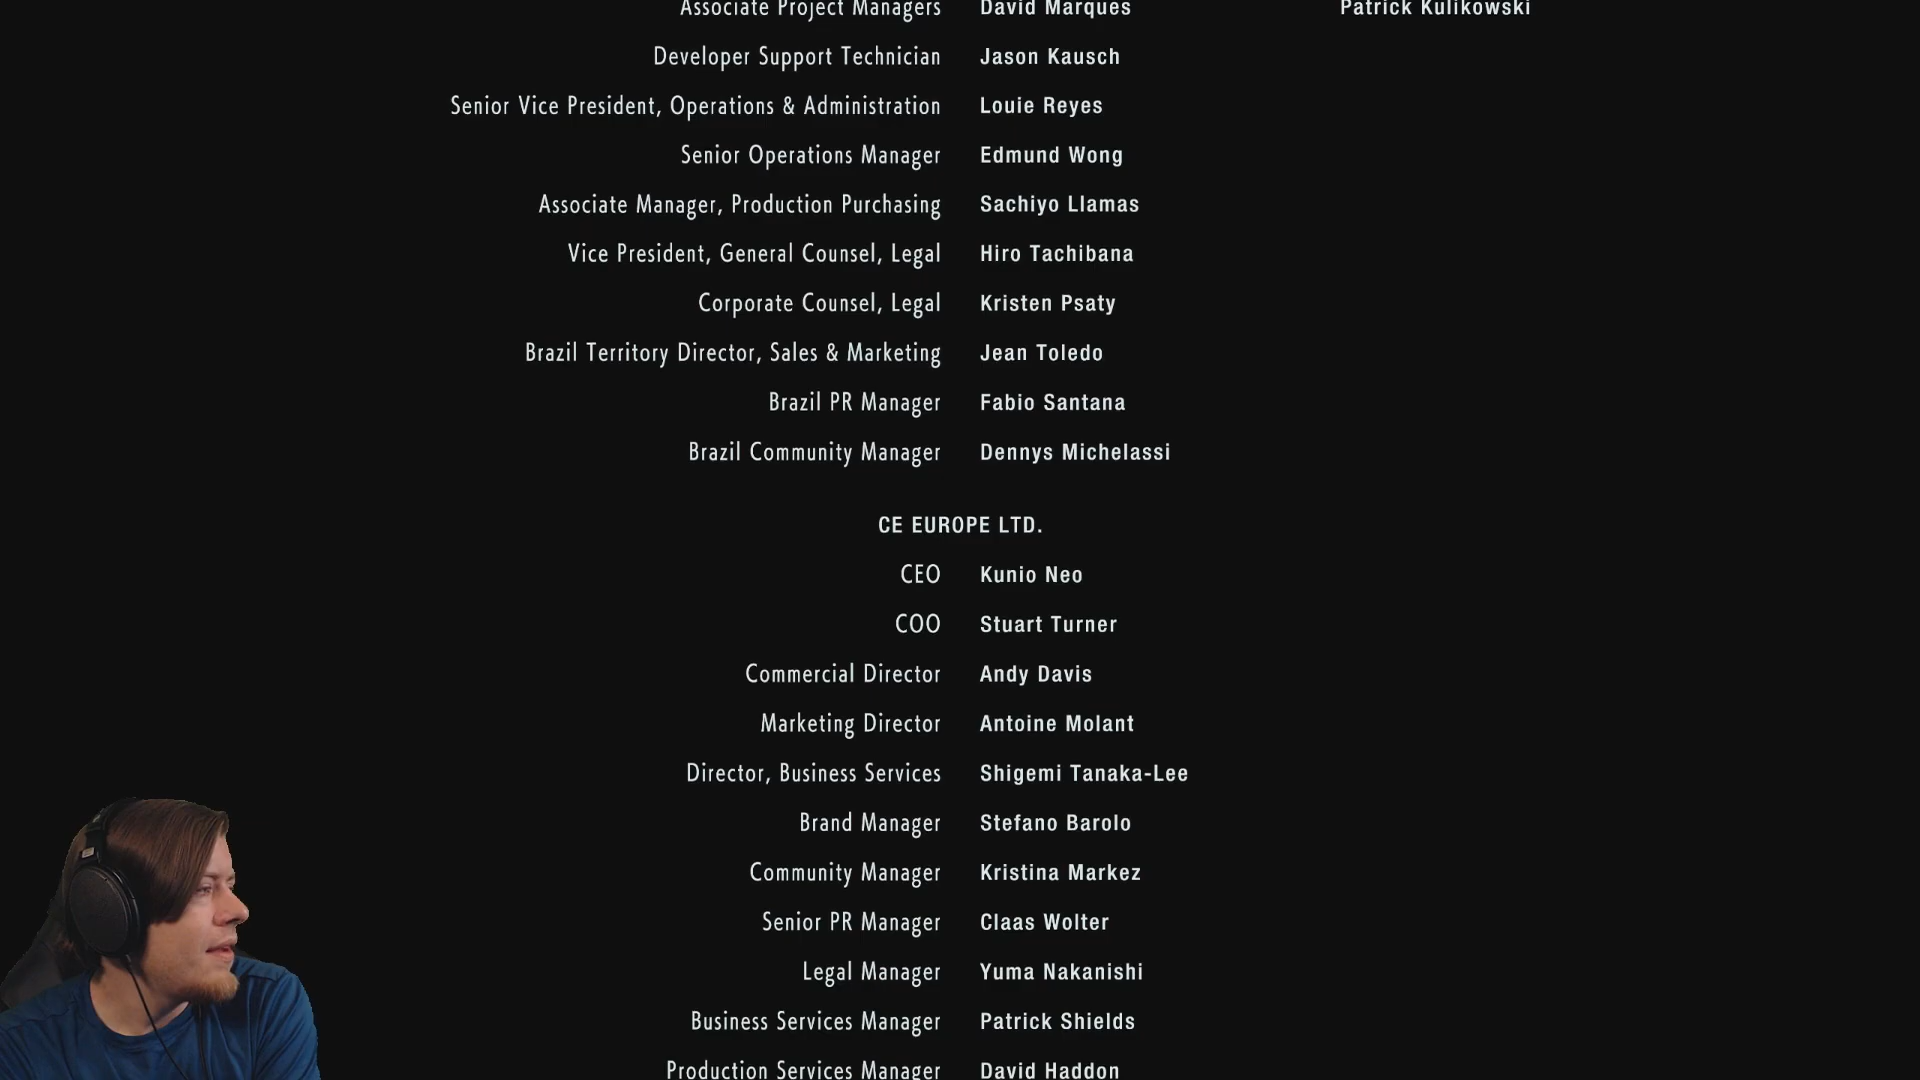 Associate Project Managers David Marques Patrick Kulikowski
Developer Support Technician Jason Kausch
Senior Vice President, Operations & Administration Louie Reyes
Senior Operations Manager Edmund Wong
Associate Manager, Production Purchasing Sachiyo Llamas
Vice President, General Counsel, Legal Hiro Tachibana
Corporate Counsel, Legal Kristen Psaty
Brazil Territory Director, Sales & Marketing Jean Toledo
Brazil PR Manager Fabio Santana
Brazil Community Manager Dennys Michelassi
CE EUROPE LTD.
CEO Kunio Neo
COO Stuart Turner
Commercial Director Andy Davis
Marketing Director Antoine Molant
Director, Business Services Shigemi Tanaka-Lee
Brand Manager Stefano Barolo
Community Manager Kristina Markez
Senior PR Manager Claas Wolter
Legal Manager Yuma Nakanishi
Business Services Manager Patrick Shields
Production Services Manager David Haddon